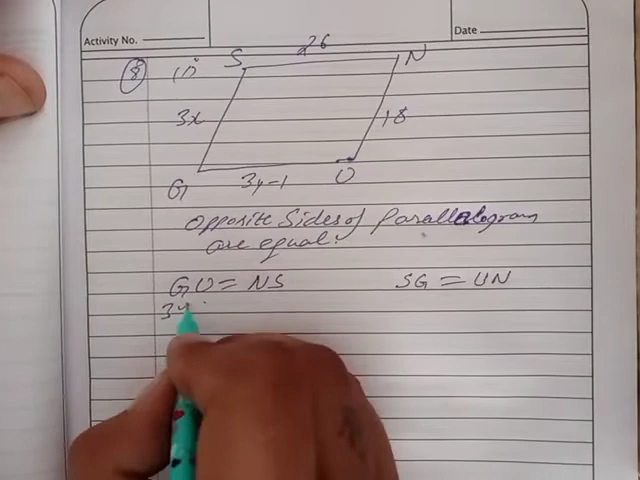 Activity No.
Date
8 (i) S 26 N
3x 18
G 3y-1 U
opposite sides of parallelogram
are equal.
GU = NS SG = UN
3y